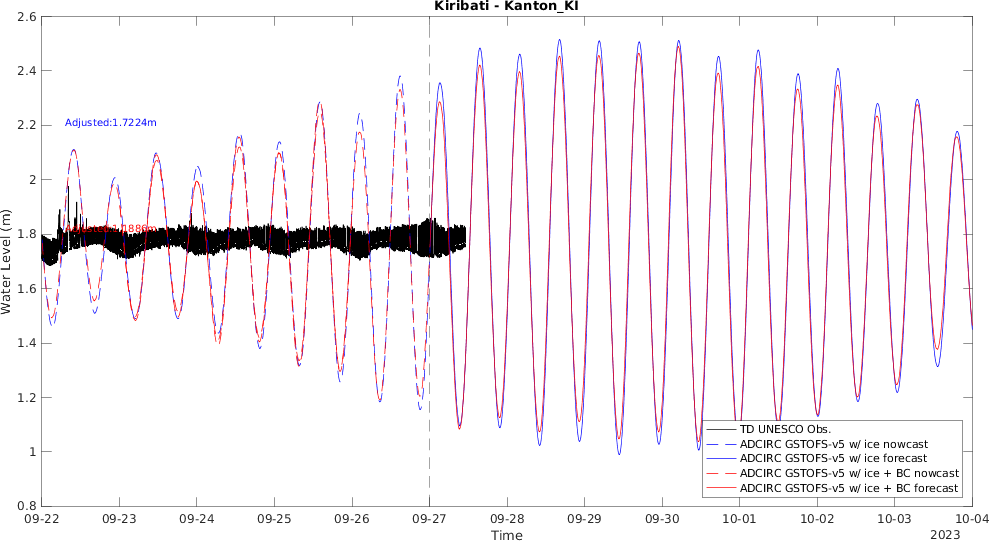 Kiribati - Kanton_KI
2.6
2.4
2.2
2
1.8
1.6
1.4
1.2
1
0.8
Water Level (m)
Adjusted:1.7224m
TD UNESCO Obs.
ADCIRC GSTOFS-v5 w/ ice nowcast
ADCIRC GSTOFS-v5 w/ ice forecast
ADCIRC GSTOFS-v5 w/ ice + BC nowcast
ADCIRC GSTOFS-v5 w/ ice + BC forecast
09-22 09-23 09-24 09-25 09-26 09-27 09-28 09-29 09-30 10-01 10-02 10-03 10-04
Time
2023